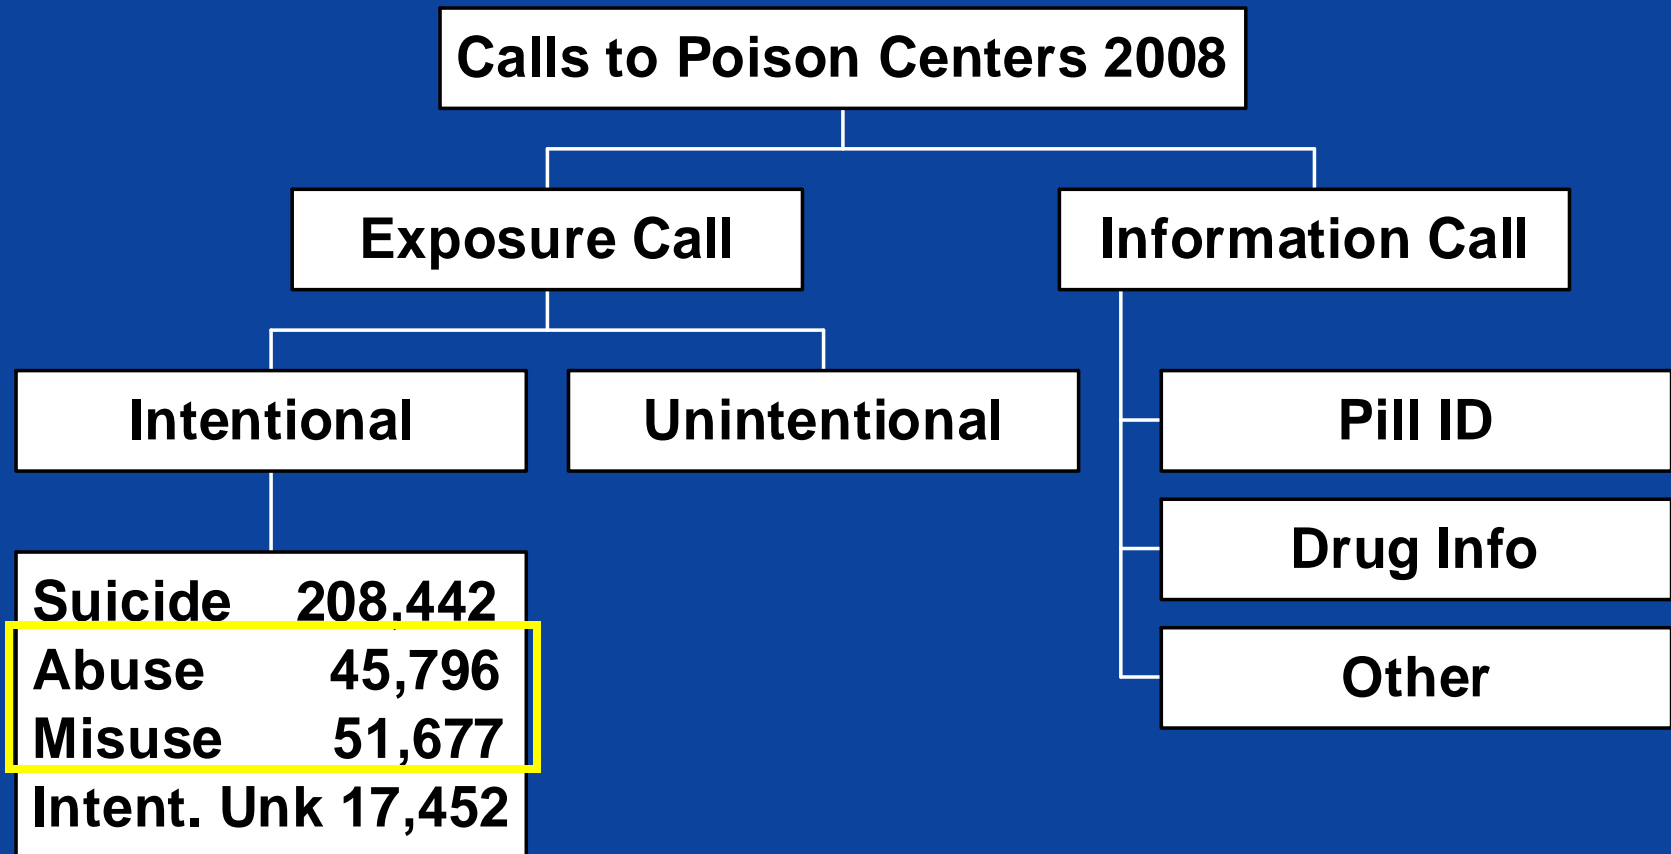 Calls to Poison Centers 2008
Exposure Call
Information Call
Intentional
Unintentional
Pill ID
Drug Info
Other
Suicide 208,442
Abuse 45,796
Misuse 51,677
Intent. Unk 17,452